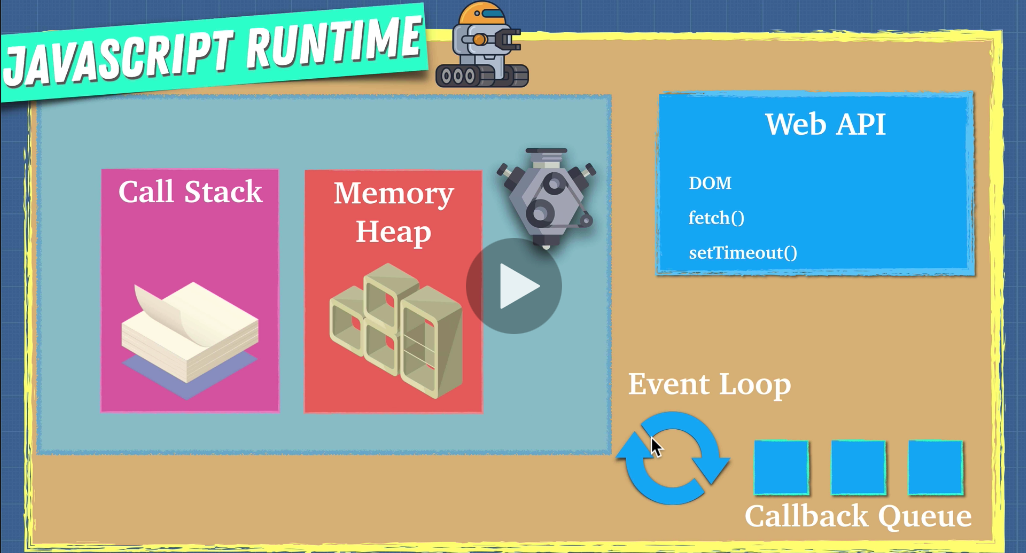 JAVASCRIPT RUNTIME
Call Stack
Memory
Heap
Web API
DOM
fetch()
setTimeout()
Event Loop
Callback Queue